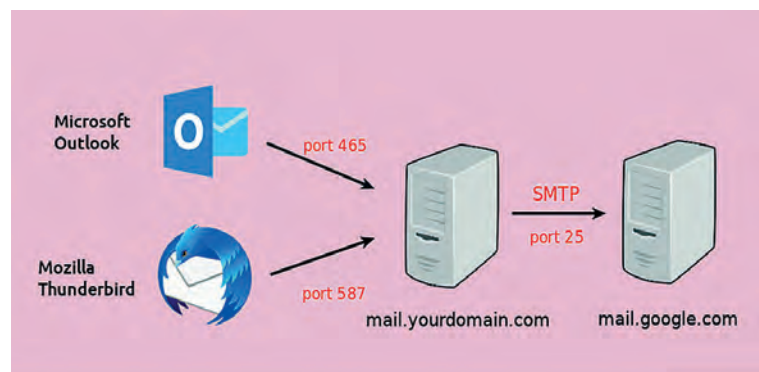 Microsoft
Outlook
O
port 465
SMTP
port 25
Mozilla
Thunderbird
port 587
mail.yourdomain.com
mail.google.com